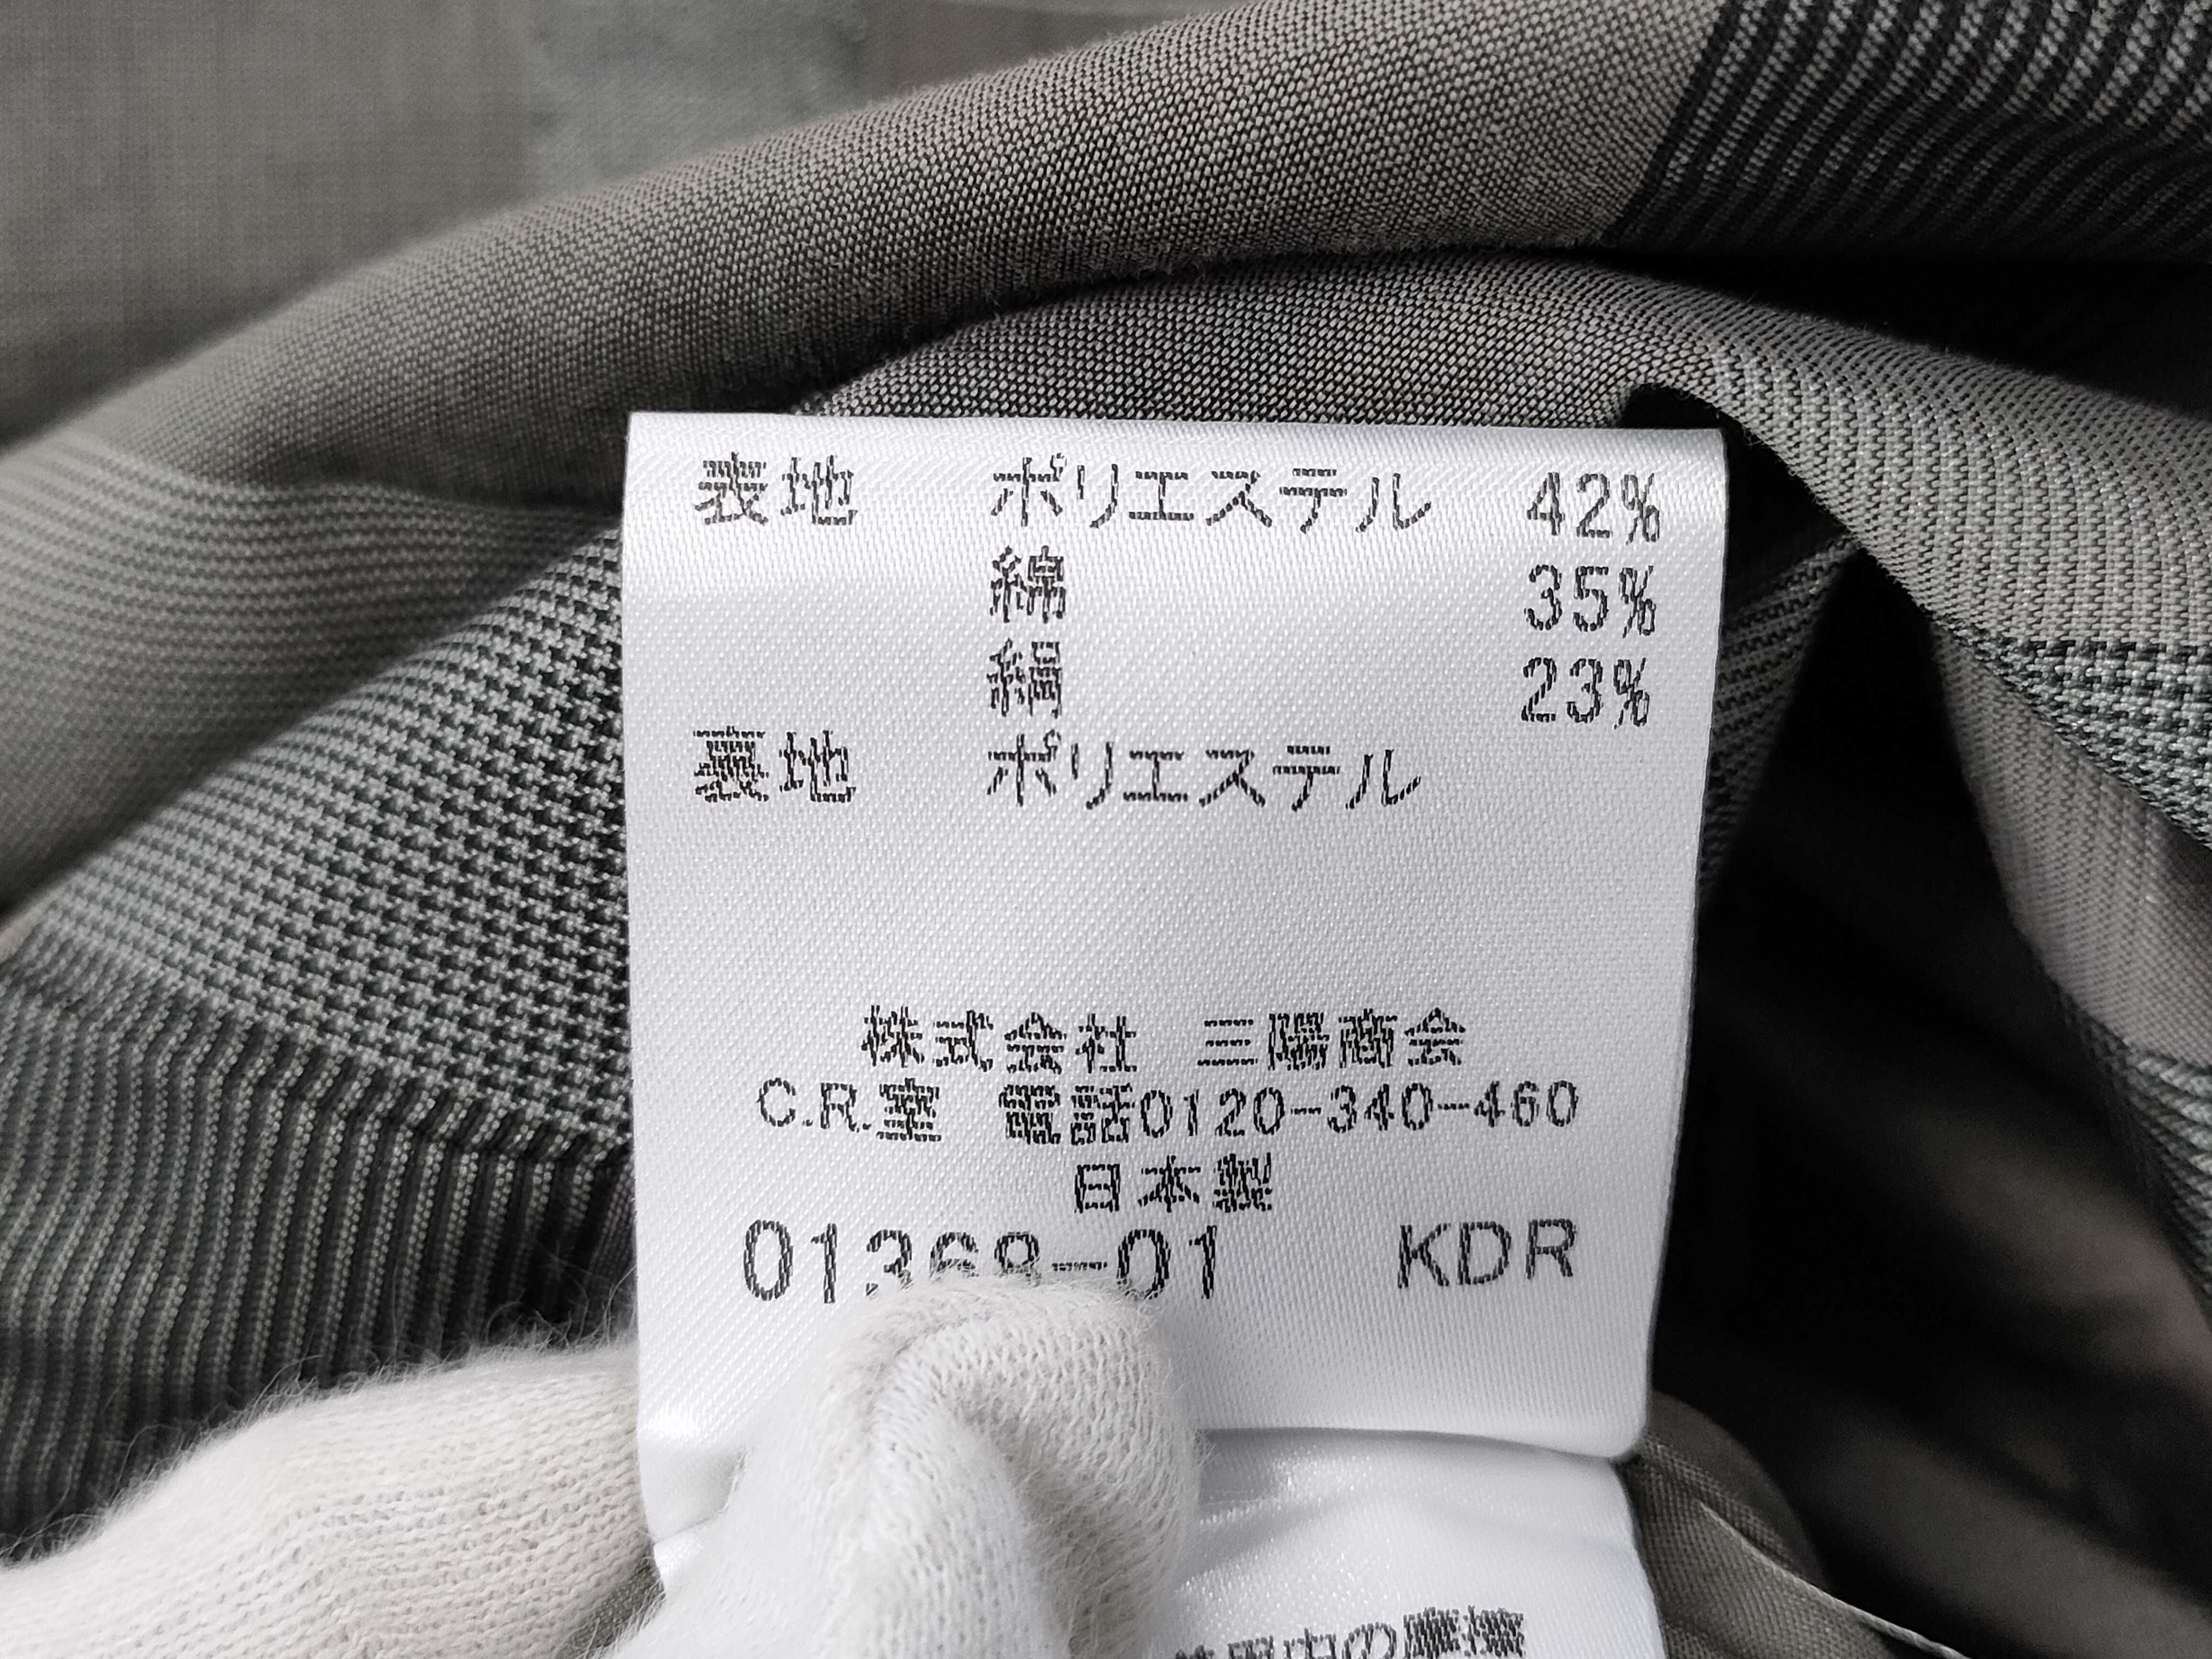 表地 ポリエステル 42%
綿 35%
絹 23%
裏地 ポリエステル
株式会社 三陽商会
C.R.室 電話0120-340-460
日本製
01368-01 KDR